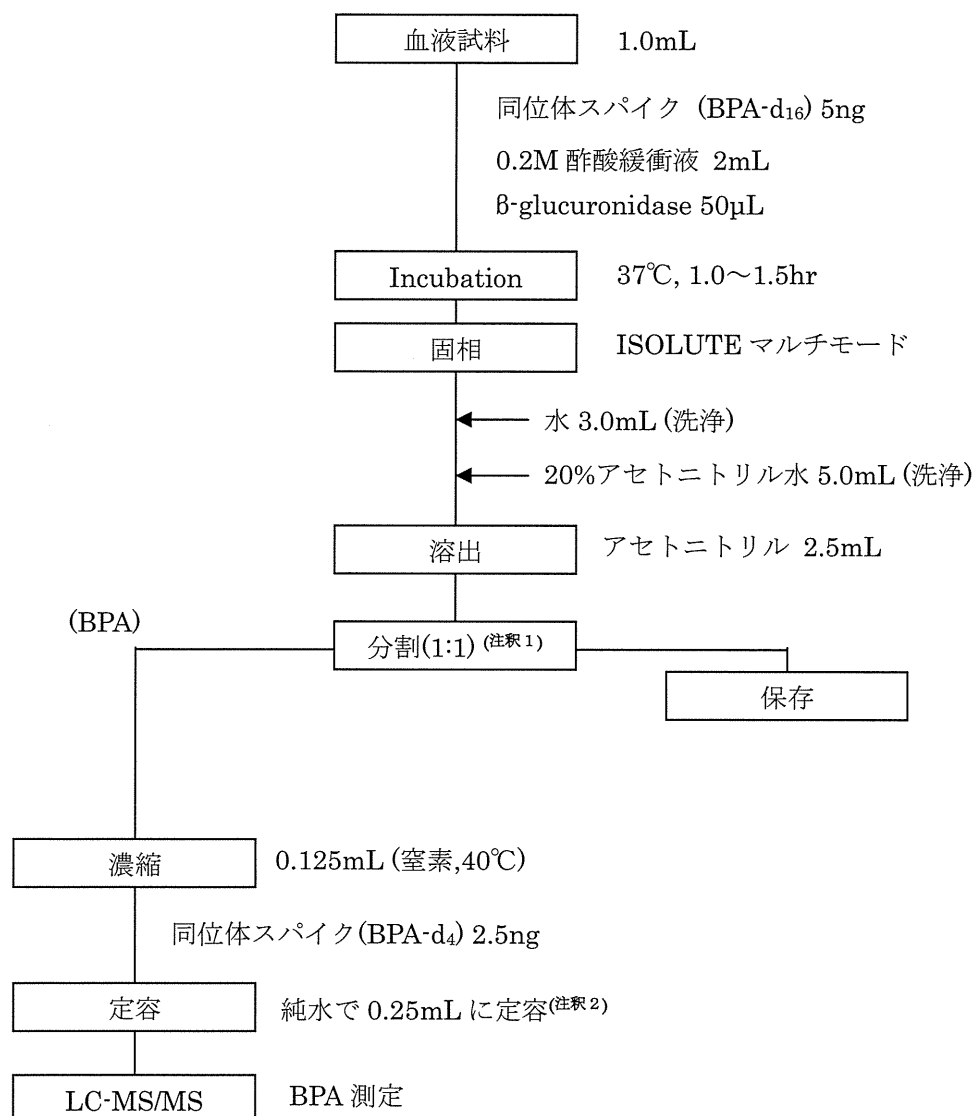 血液試料 1.0mL
同位体スパイク (BPA-d₁₆) 5ng
0.2M 酢酸緩衝液 2mL
β-glucuronidase 50μL
Incubation 37℃, 1.0～1.5hr
固相 ISOLUTE マルチモード
水 3.0mL (洗浄)
20%アセトニトリル水 5.0mL (洗浄)
溶出 アセトニトリル 2.5mL
(BPA)
分割(1:1) (注釈 1)
保存
濃縮 0.125mL (窒素,40℃)
同位体スパイク(BPA-d₄) 2.5ng
定容 純水で 0.25mL に定容(注釈 2)
LC-MS/MS BPA 測定